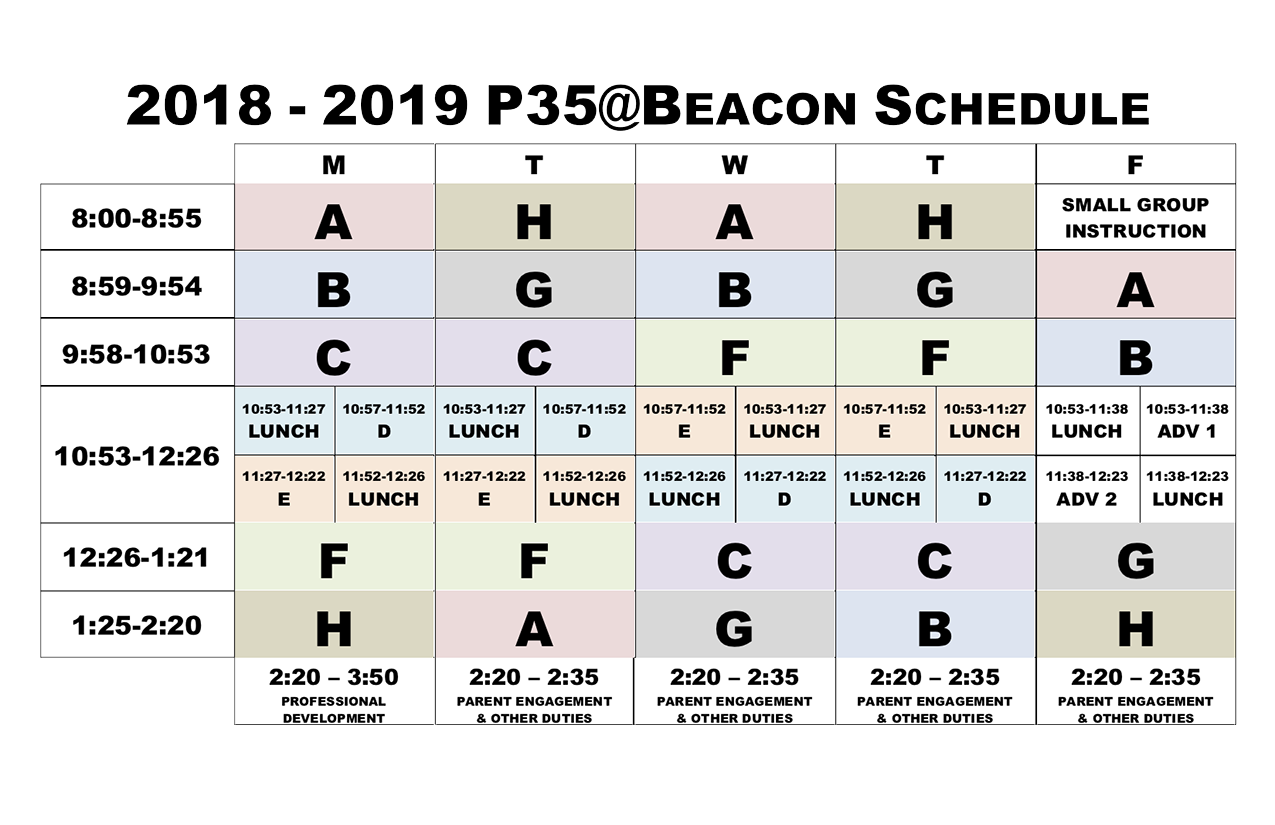 2018 - 2019 P35@BEACON SCHEDULE
M T W T F
8:00-8:55 A H A H SMALL GROUP
INSTRUCTION
8:59-9:54 B G B G A
9:58-10:53 C C F F B
10:53-12:26
10:53-11:27 10:57-11:52 10:53-11:27 10:57-11:52 10:57-11:52 10:53-11:27 10:57-11:52 10:53-11:27 10:53-11:38 10:53-11:38
LUNCH D LUNCH D E LUNCH E LUNCH LUNCH ADV 1
11:27-12:22 11:52-12:26 11:27-12:22 11:52-12:26 11:52-12:26 11:27-12:22 11:52-12:26 11:27-12:22 11:38-12:23 11:38-12:23
E LUNCH E LUNCH LUNCH D LUNCH D ADV 2 LUNCH
12:26-1:21 F F C C G
1:25-2:20 H A G B H
2:20 – 3:50 2:20 – 2:35 2:20 – 2:35 2:20 – 2:35 2:20 – 2:35
PROFESSIONAL PARENT ENGAGEMENT PARENT ENGAGEMENT PARENT ENGAGEMENT PARENT ENGAGEMENT
DEVELOPMENT & OTHER DUTIES & OTHER DUTIES & OTHER DUTIES & OTHER DUTIES